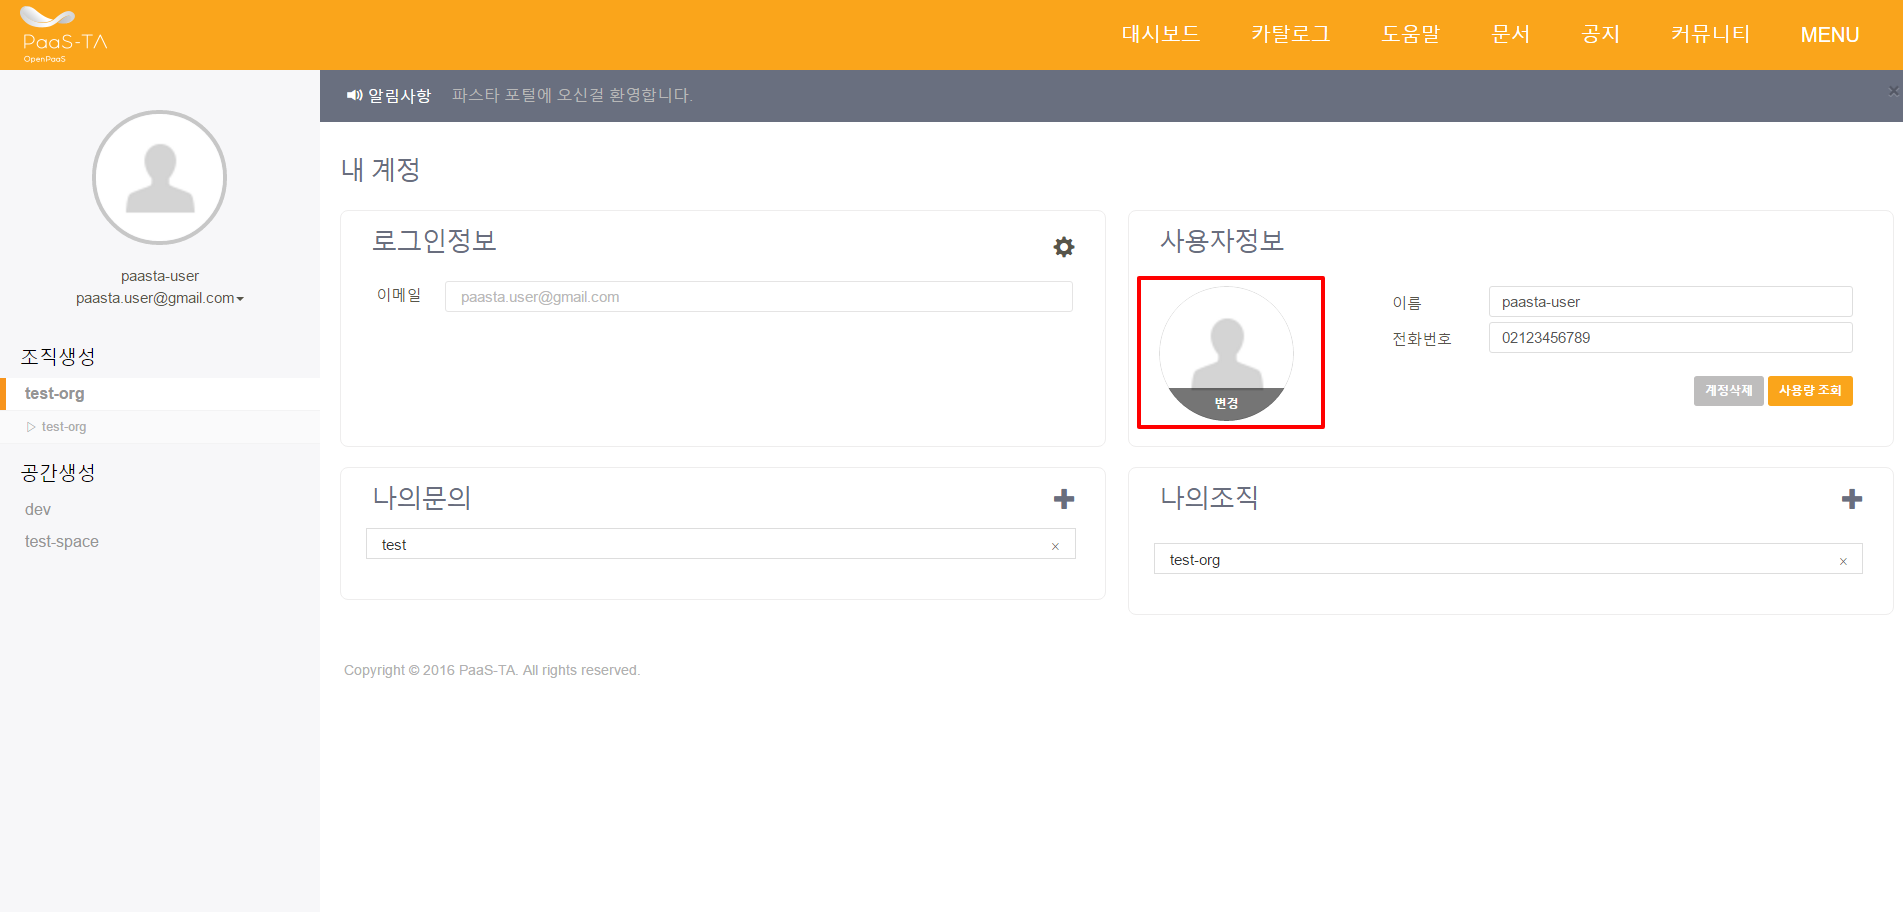 PaaS-TA
OpenPaaS
대시보드 카탈로그 도움말 문서 공지 커뮤니티 MENU
알림사항 파스타 포털에 오신걸 환영합니다.
×
paasta-user
paasta.user@gmail.com
조직생성
test-org
test-org
공간생성
dev
test-space
내 계정
로그인정보
이메일 paasta.user@gmail.com
사용자정보
변경
이름 paasta-user
전화번호 02123456789
계정삭제 사용량 조회
나의문의
test ×
나의조직
test-org ×
Copyright © 2016 PaaS-TA. All rights reserved.